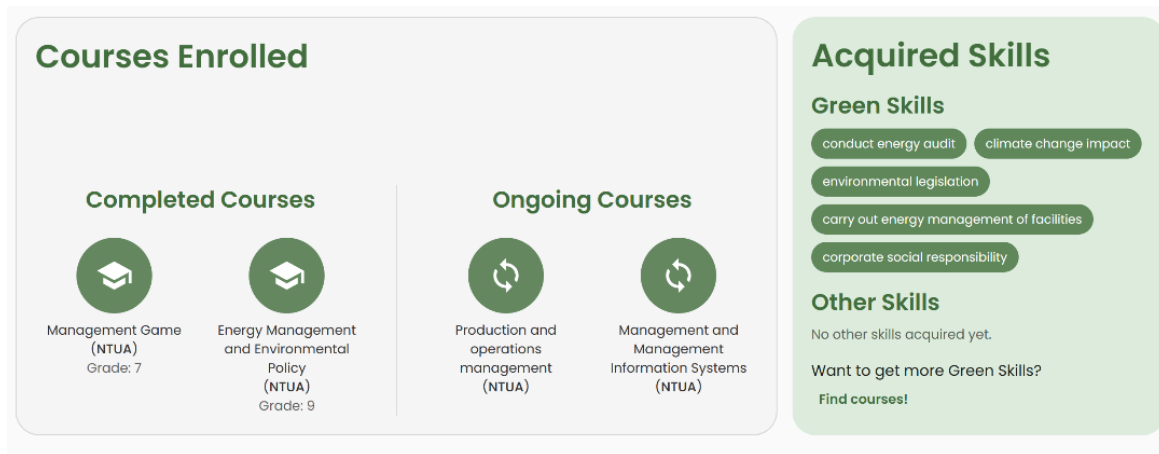 Courses Enrolled
Completed Courses
Management Game
(NTUA)
Grade: 7
Energy Management
and Environmental
Policy
(NTUA)
Grade: 9
Ongoing Courses
Production and
operations
management
(NTUA)
Management and
Management
Information Systems
(NTUA)
Acquired Skills
Green Skills
conduct energy audit
climate change impact
environmental legislation
carry out energy management of facilities
corporate social responsibility
Other Skills
No other skills acquired yet.
Want to get more Green Skills?
Find courses!